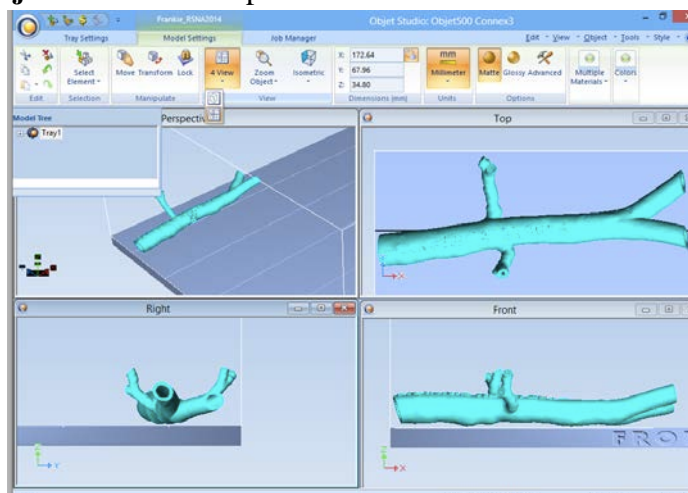 Frankie_RSNA2014
Objet Studio: Objet500 Connex3
Tray Settings
Model Settings
Job Manager
Edit
View
Object
Tools
Style
Select Element
Move
Transform
Lock
4 View
Zoom Object
Isometric
X: 172.64
Y: 67.96
Z: 34.80
mm
Millimeter
Matte
Glossy
Advanced
Multiple Materials
Colors
Edit
Selection
Manipulate
View
Dimensions (mm)
Units
Options
Model Tree
Tray1
Perspective
Top
X
Right
Front
Z
Y
FRO
Z
X